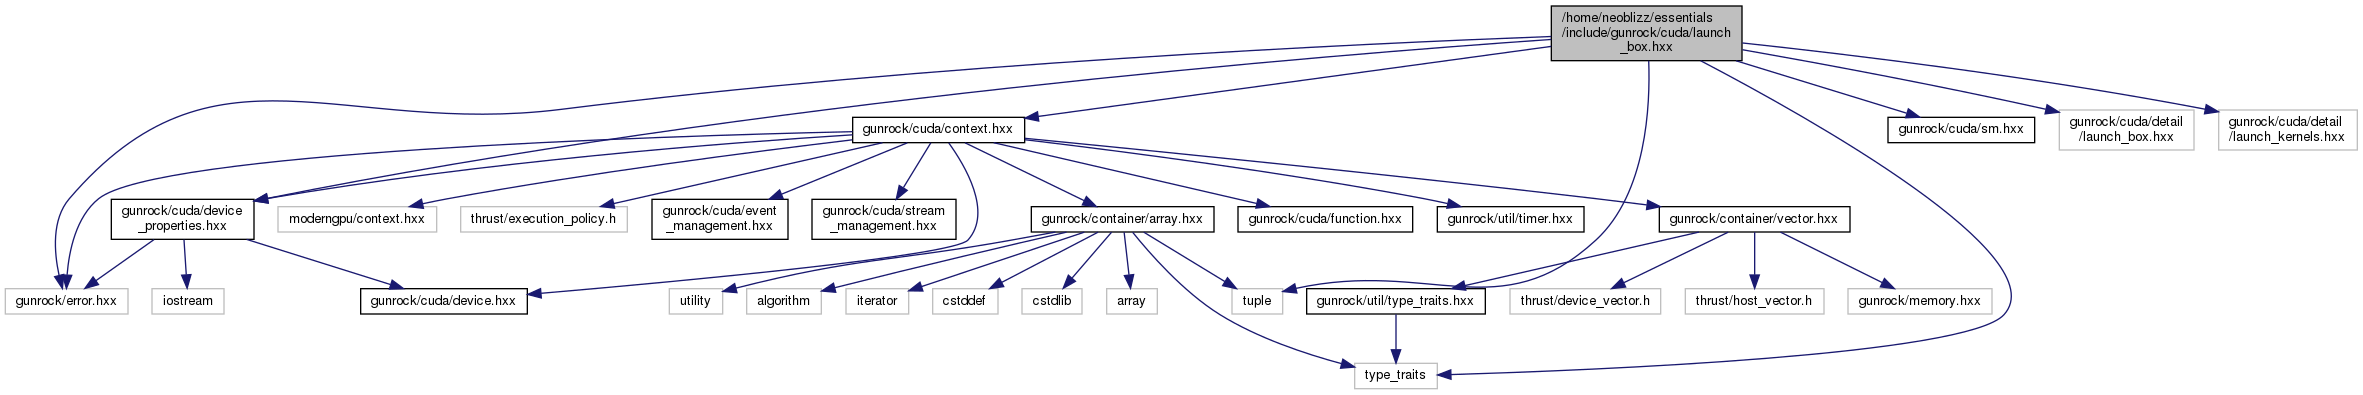 /home/neoblizz/essentials
/include/gunrock/cuda/launch
_box.hxx
gunrock/cuda/context.hxx
gunrock/cuda/sm.hxx
gunrock/cuda/detail
/launch_box.hxx
gunrock/cuda/detail
/launch_kernels.hxx
gunrock/cuda/device
_properties.hxx
moderngpu/context.hxx
thrust/execution_policy.h
gunrock/cuda/event
_management.hxx
gunrock/cuda/stream
_management.hxx
gunrock/container/array.hxx
gunrock/cuda/function.hxx
gunrock/util/timer.hxx
gunrock/container/vector.hxx
gunrock/error.hxx
iostream
gunrock/cuda/device.hxx
utility
algorithm
iterator
cstddef
cstdlib
array
tuple
gunrock/util/type_traits.hxx
thrust/device_vector.h
thrust/host_vector.h
gunrock/memory.hxx
type_traits